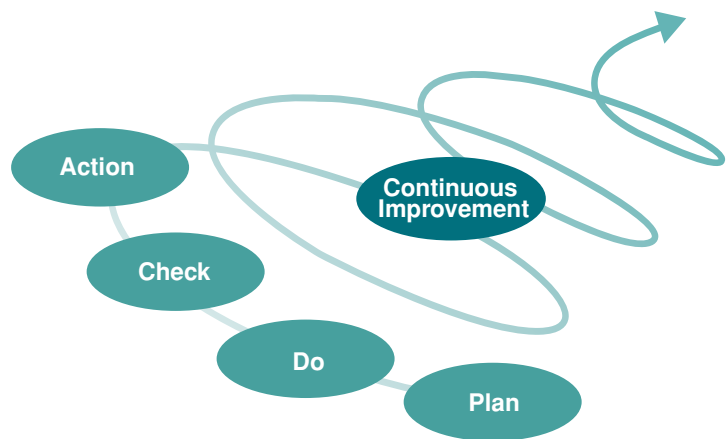 Action
Continuous
Improvement
Check
Do
Plan